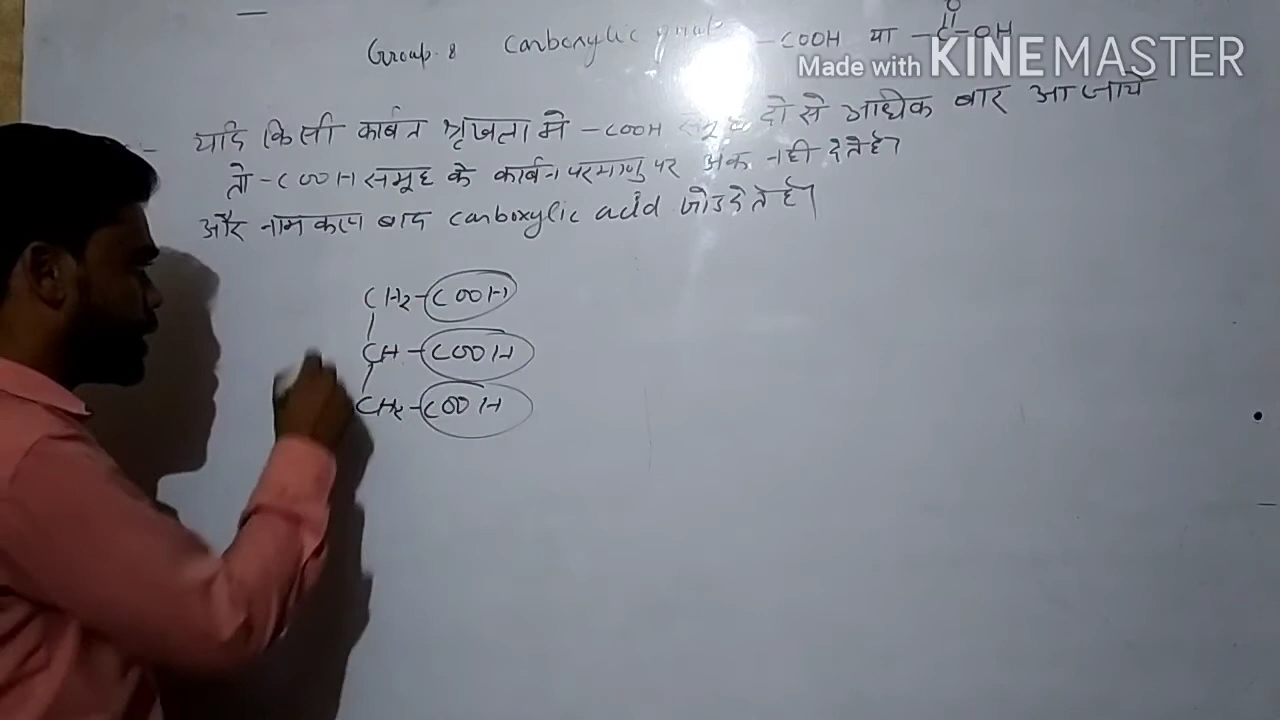 Group-8 Carboxylic group -COOH या -C-OH
O
Made with KINEMASTER
यदि किसी कार्बन श्रृंखला मे -COOH समूह दो से अधिक बार आ जाये
तो -COOH समूह के कार्बन परमाणु पर अंक नही देते है।
और नामकरण बाद carboxylic acid जोड देते है।
CH2-COOH
CH-COOH
CH2-COOH